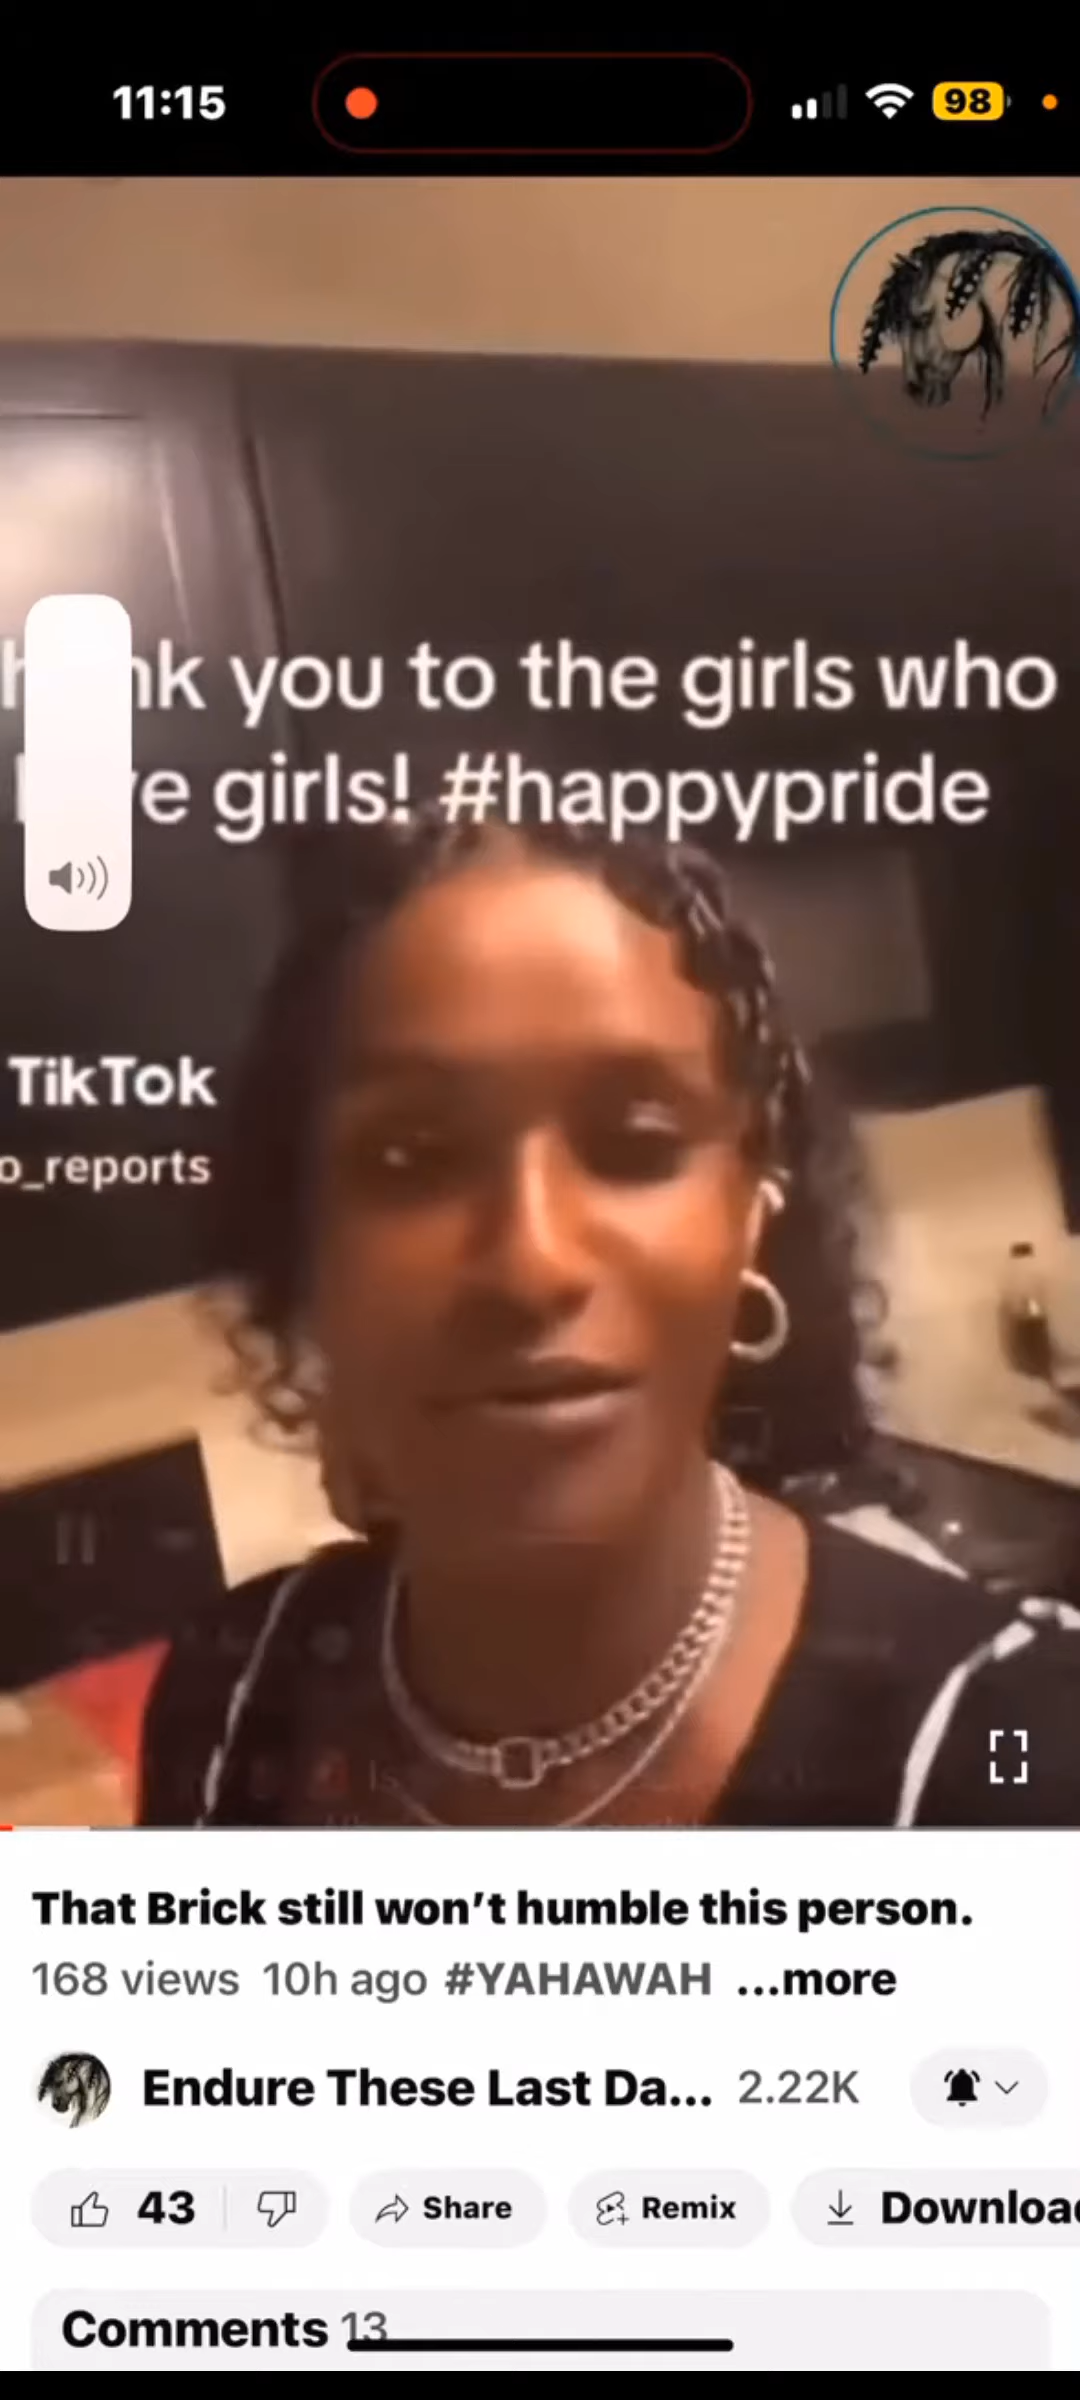 11:15
98
nk you to the girls who
e girls! #happypride
TikTok
o_reports
That Brick still won't humble this person.
168 views 10h ago #YAHAWAH ...more
Endure These Last Da... 2.22K
43 Share Remix Downloa
Comments 13